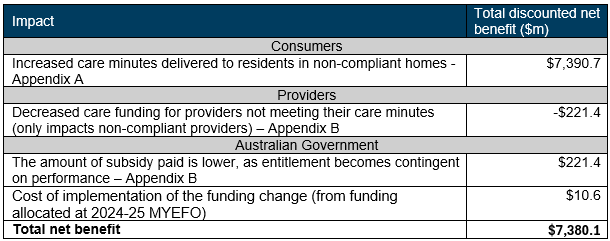 Impact
Total discounted net
benefit ($m)
Consumers
Increased care minutes delivered to residents in non-compliant homes -
Appendix A
$7,390.7
Providers
Decreased care funding for providers not meeting their care minutes
(only impacts non-compliant providers) – Appendix B
-$221.4
Australian Government
The amount of subsidy paid is lower, as entitlement becomes contingent
on performance – Appendix B
$221.4
Cost of implementation of the funding change (from funding
allocated at 2024-25 MYEFO)
$10.6
Total net benefit
$7,380.1